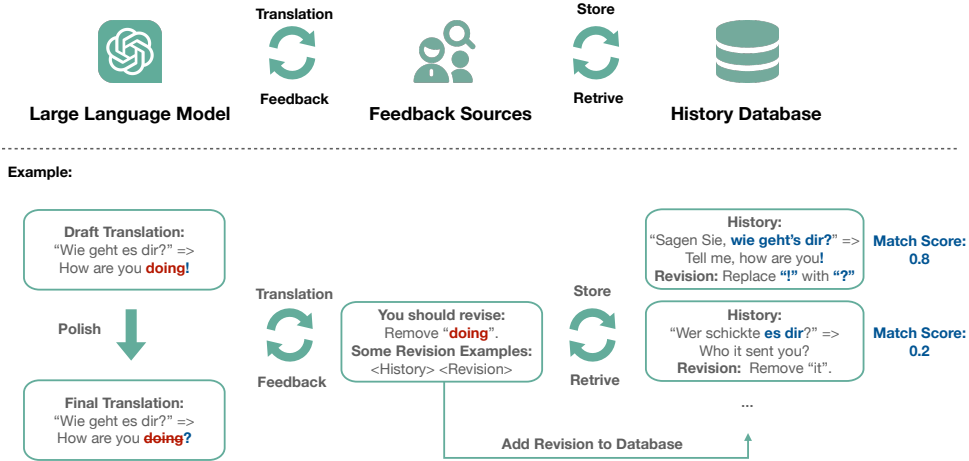 Translation
Feedback
Store
Retrive
Large Language Model
Feedback Sources
History Database
Example:
Draft Translation:
“Wie geht es dir?” =>
How are you doing!
Polish
Final Translation:
“Wie geht es dir?” =>
How are you doing?
Translation
Feedback
You should revise:
Remove “doing”.
Some Revision Examples:
<History> <Revision>
Store
Retrive
History:
“Sagen Sie, wie geht's dir?” =>
Tell me, how are you!
Revision: Replace “!” with “?”
Match Score:
0.8
History:
“Wer schickte es dir?” =>
Who it sent you?
Revision: Remove “it”.
Match Score:
0.2
...
Add Revision to Database